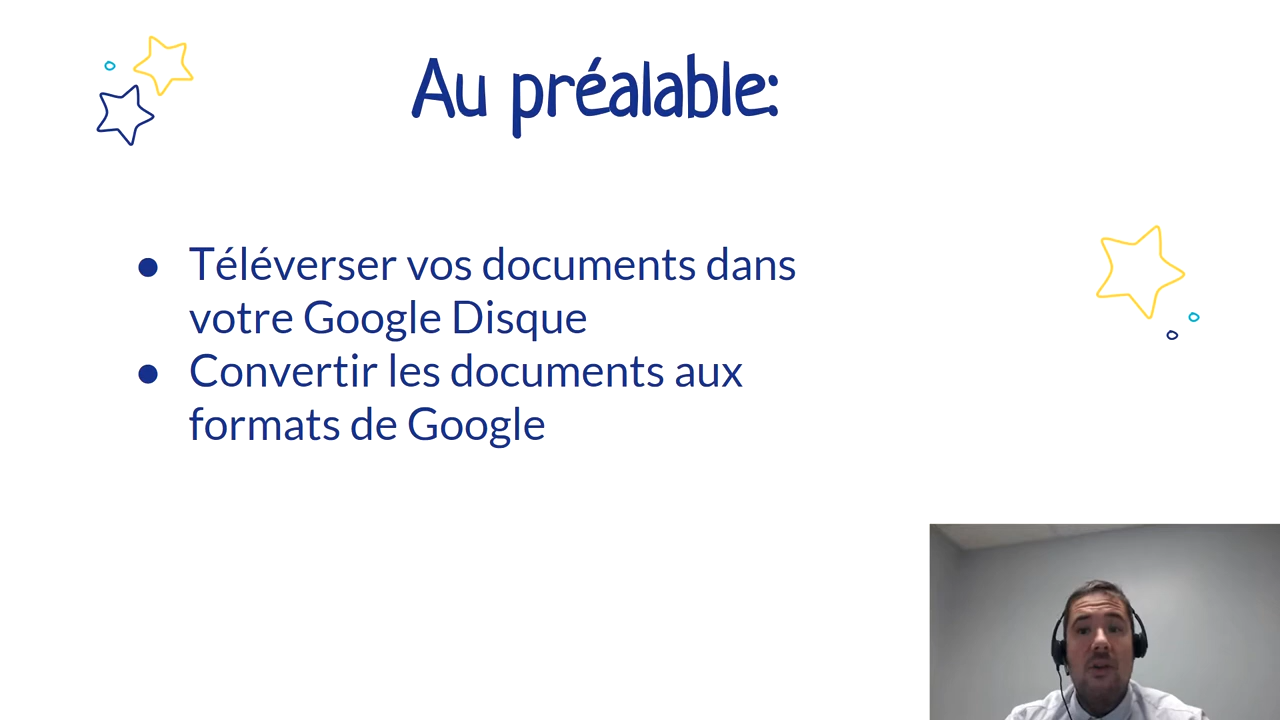 Au préalable:
● Téléverser vos documents dans
votre Google Disque
● Convertir les documents aux
formats de Google